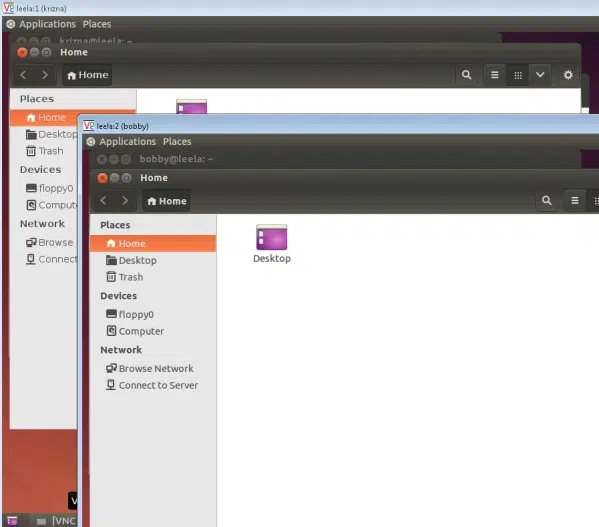 leela:1 (krizna)
Applications Places
krizna@leela: ~
Home
Home
Places
Home
Desktop
Trash
Devices
floppy0
Comput
Network
Browse
Connect
[VNC
leela:2 (bobby)
Applications Places
bobby@leela: ~
Home
Home
Places
Home
Desktop
Trash
Devices
floppy0
Computer
Network
Browse Network
Connect to Server
Desktop